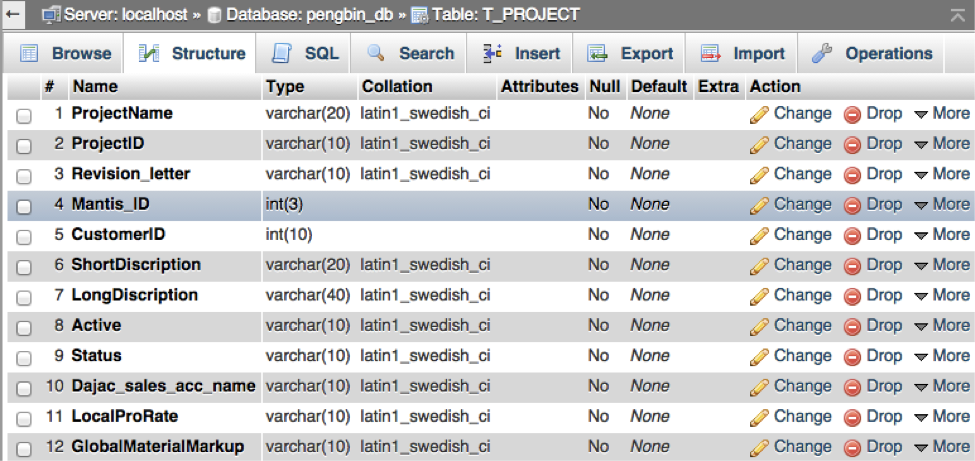 Server: localhost » Database: pengbin_db » Table: T_PROJECT
Browse Structure SQL Search Insert Export Import Operations
# Name Type Collation Attributes Null Default Extra Action
1 ProjectName varchar(20) latin1_swedish_ci No None Change Drop More
2 ProjectID varchar(10) latin1_swedish_ci No None Change Drop More
3 Revision_letter varchar(10) latin1_swedish_ci No None Change Drop More
4 Mantis_ID int(3) No None Change Drop More
5 CustomerID int(10) No None Change Drop More
6 ShortDiscription varchar(20) latin1_swedish_ci No None Change Drop More
7 LongDiscription varchar(40) latin1_swedish_ci No None Change Drop More
8 Active varchar(10) latin1_swedish_ci No None Change Drop More
9 Status varchar(10) latin1_swedish_ci No None Change Drop More
10 Dajac_sales_acc_name varchar(10) latin1_swedish_ci No None Change Drop More
11 LocalProRate varchar(10) latin1_swedish_ci No None Change Drop More
12 GlobalMaterialMarkup varchar(10) latin1_swedish_ci No None Change Drop More